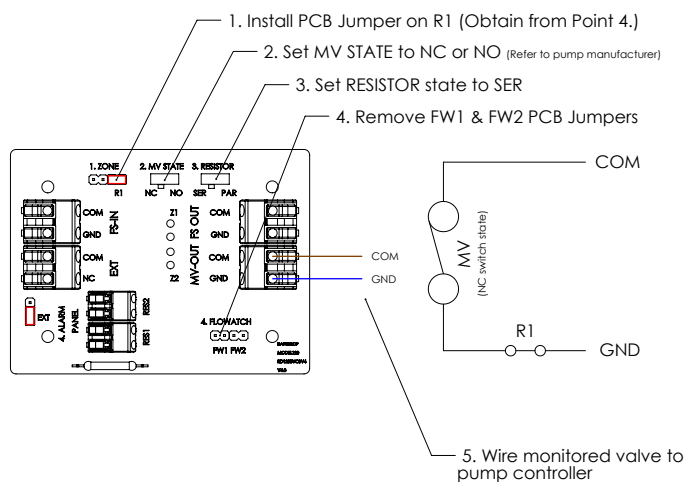 1. Install PCB Jumper on R1 (Obtain from Point 4.)
2. Set MV STATE to NC or NO (Refer to pump manufacturer)
3. Set RESISTOR state to SER
4. Remove FW1 & FW2 PCB Jumpers
1. ZONE
2. MV STATE
3. RESISTOR
R1
NC NO
SER PAR
COM
GND
FS-IN
COM
NC
EXT
Z1
Z2
FS OUT
MV-OUT
COM
GND
COM
GND
COM
GND
EXT
4. ALARM
PANEL
RES2
RES1
4. FLOWATCH
FW1 FW2
COM
MV
(NC switch state)
R1
GND
5. Wire monitored valve to
pump controller